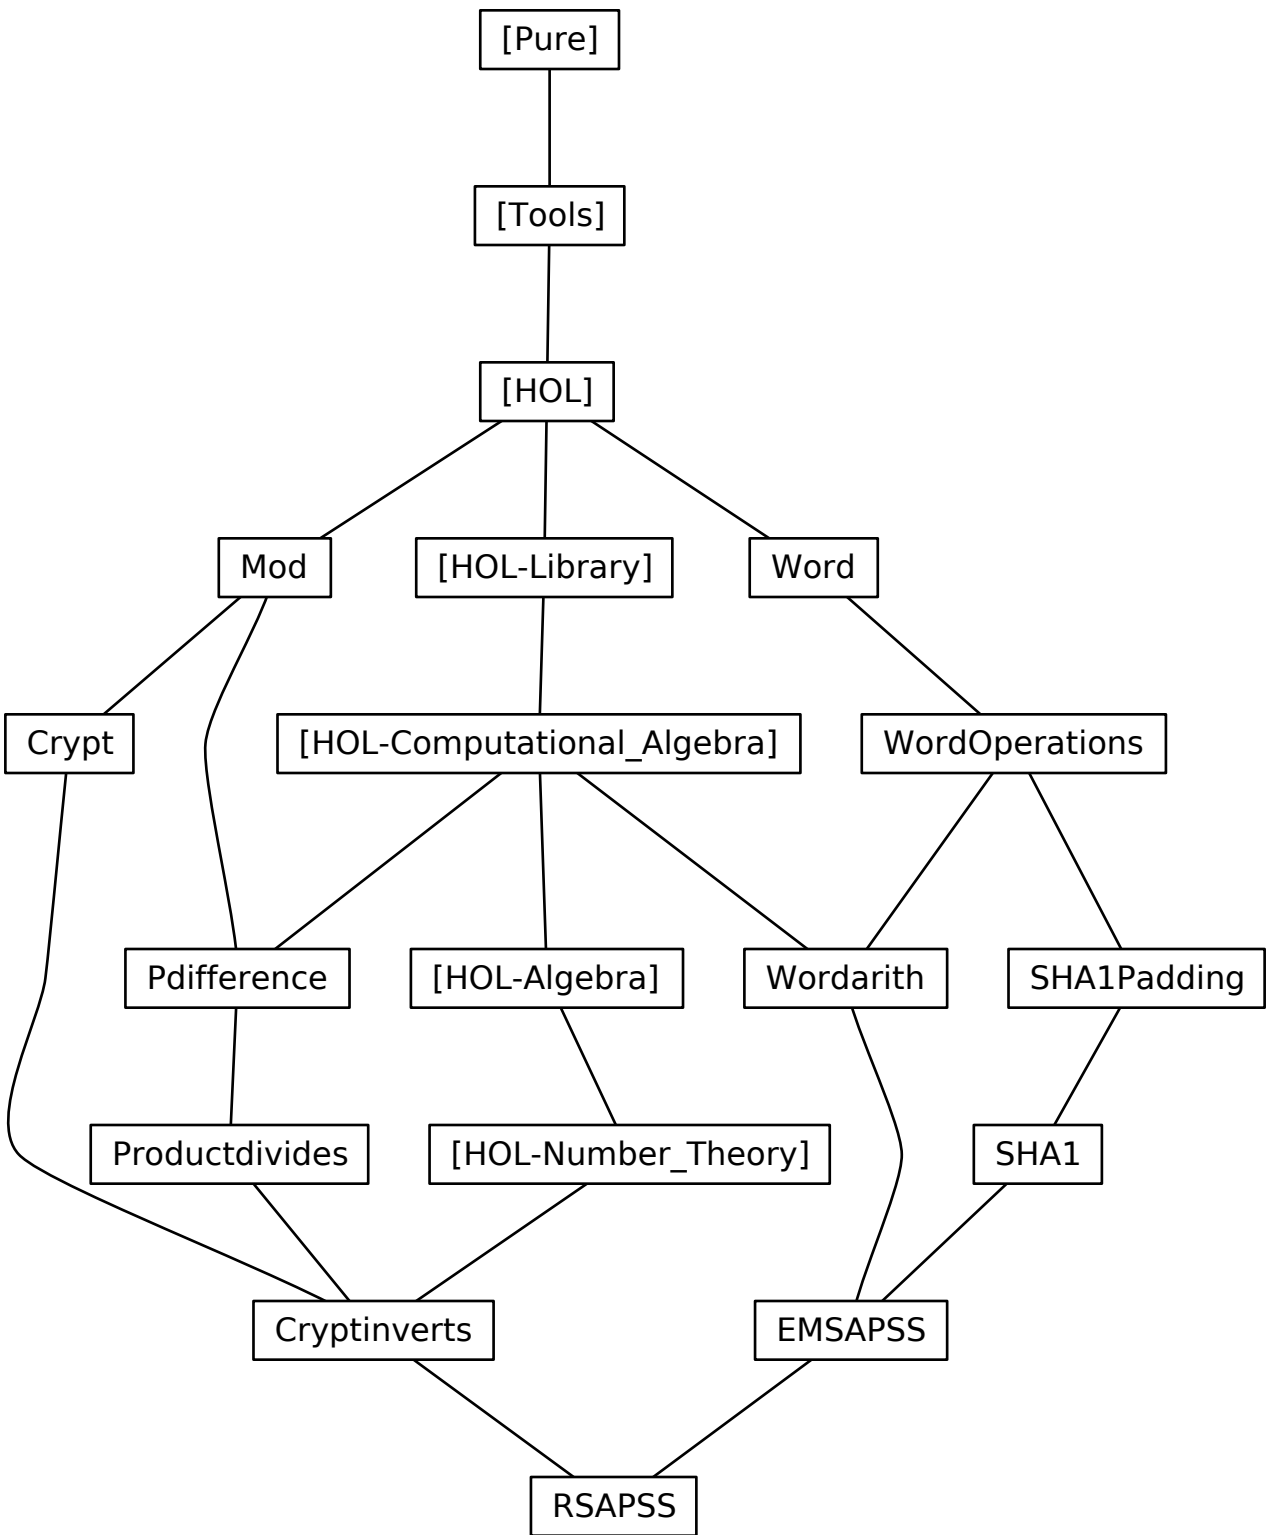 [Pure]
[Tools]
[HOL]
Mod
[HOL-Library]
Word
Crypt
[HOL-Computational_Algebra]
WordOperations
Pdifference
[HOL-Algebra]
Wordarith
SHA1Padding
Productdivides
[HOL-Number_Theory]
SHA1
Cryptinverts
EMSAPSS
RSAPSS